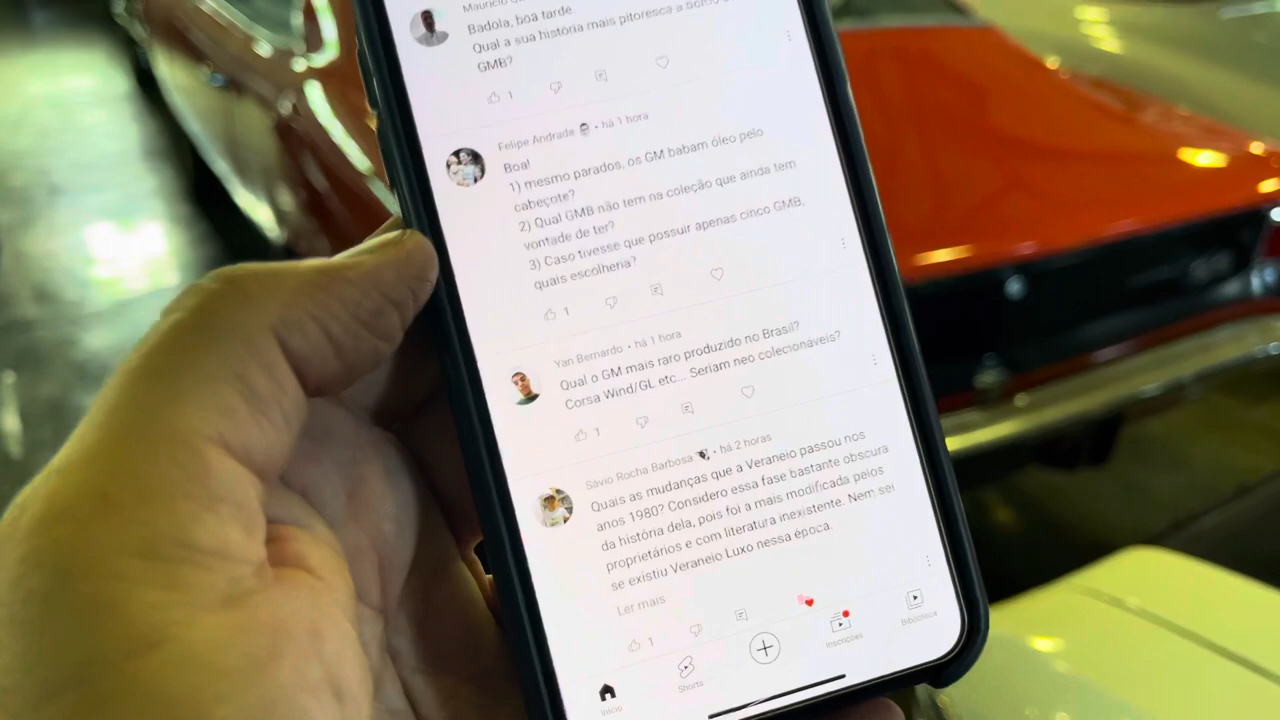 Badola, boa tarde.
Qual a sua história mais pitoresca a bordo
GMB?
1
Felipe Andrade • há 1 hora
Boa!
1) mesmo parados, os GM babam óleo pelo
cabeçote?
2) Qual GMB não tem na coleção que ainda tem
vontade de ter?
3) Caso tivesse que possuir apenas cinco GMB,
quais escolheria?
1
Yan Bernardo • há 1 hora
Qual o GM mais raro produzido no Brasil?
Corsa Wind/GL etc... Seriam neo colecionáveis?
1
Sávio Rocha Barbosa • há 2 horas
Quais as mudanças que a Veraneio passou nos
anos 1980? Considero essa fase bastante obscura
da história dela, pois foi a mais modificada pelos
proprietários e com literatura inexistente. Nem sei
se existiu Veraneio Luxo nessa época.
Ler mais
1
Início
Shorts
Inscrições
Biblioteca